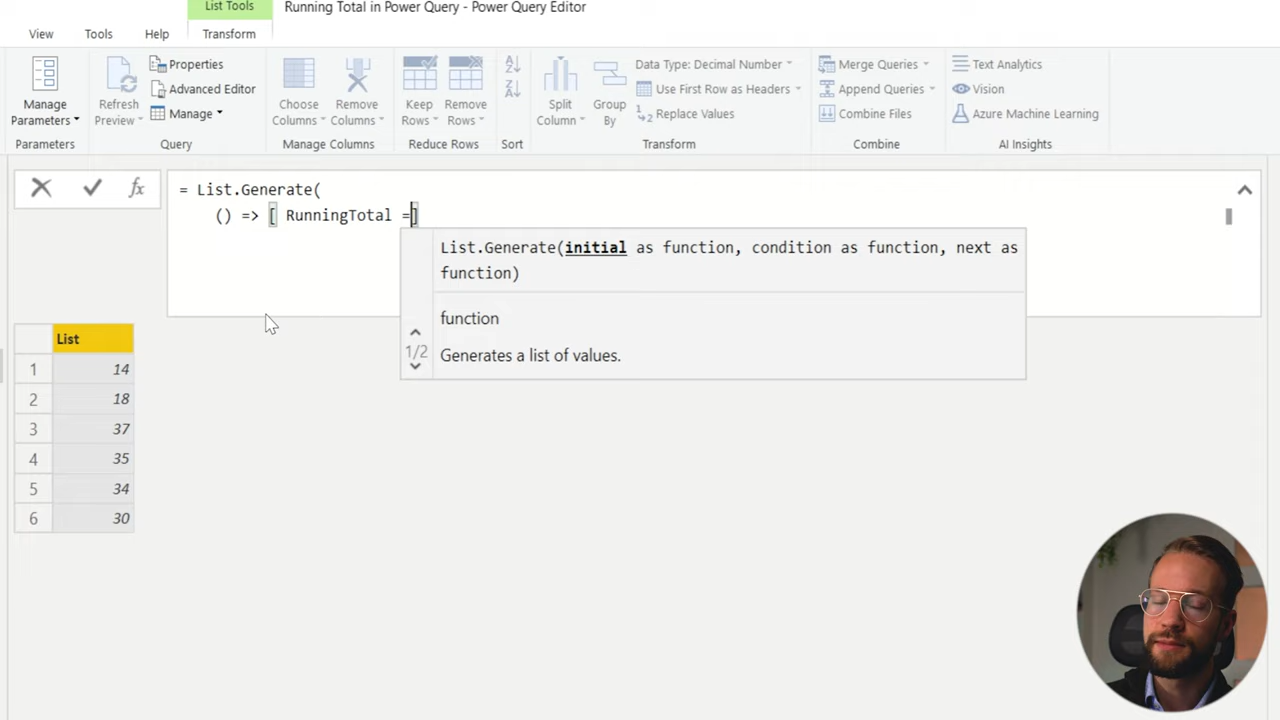 List Tools
Running Total in Power Query - Power Query Editor
View Tools Help Transform
Manage Parameters
Refresh Preview
Properties
Advanced Editor
Manage
Choose Columns
Remove Columns
Keep Rows
Remove Rows
Split Column
Group By
Data Type: Decimal Number
Use First Row as Headers
Replace Values
Merge Queries
Append Queries
Combine Files
Text Analytics
Vision
Azure Machine Learning
Parameters Query Manage Columns Reduce Rows Sort Transform Combine AI Insights
fx
= List.Generate(
() => [ RunningTotal =]
List.Generate(initial as function, condition as function, next as
function)
function
1/2
Generates a list of values.
List
1 14
2 18
3 37
4 35
5 34
6 30